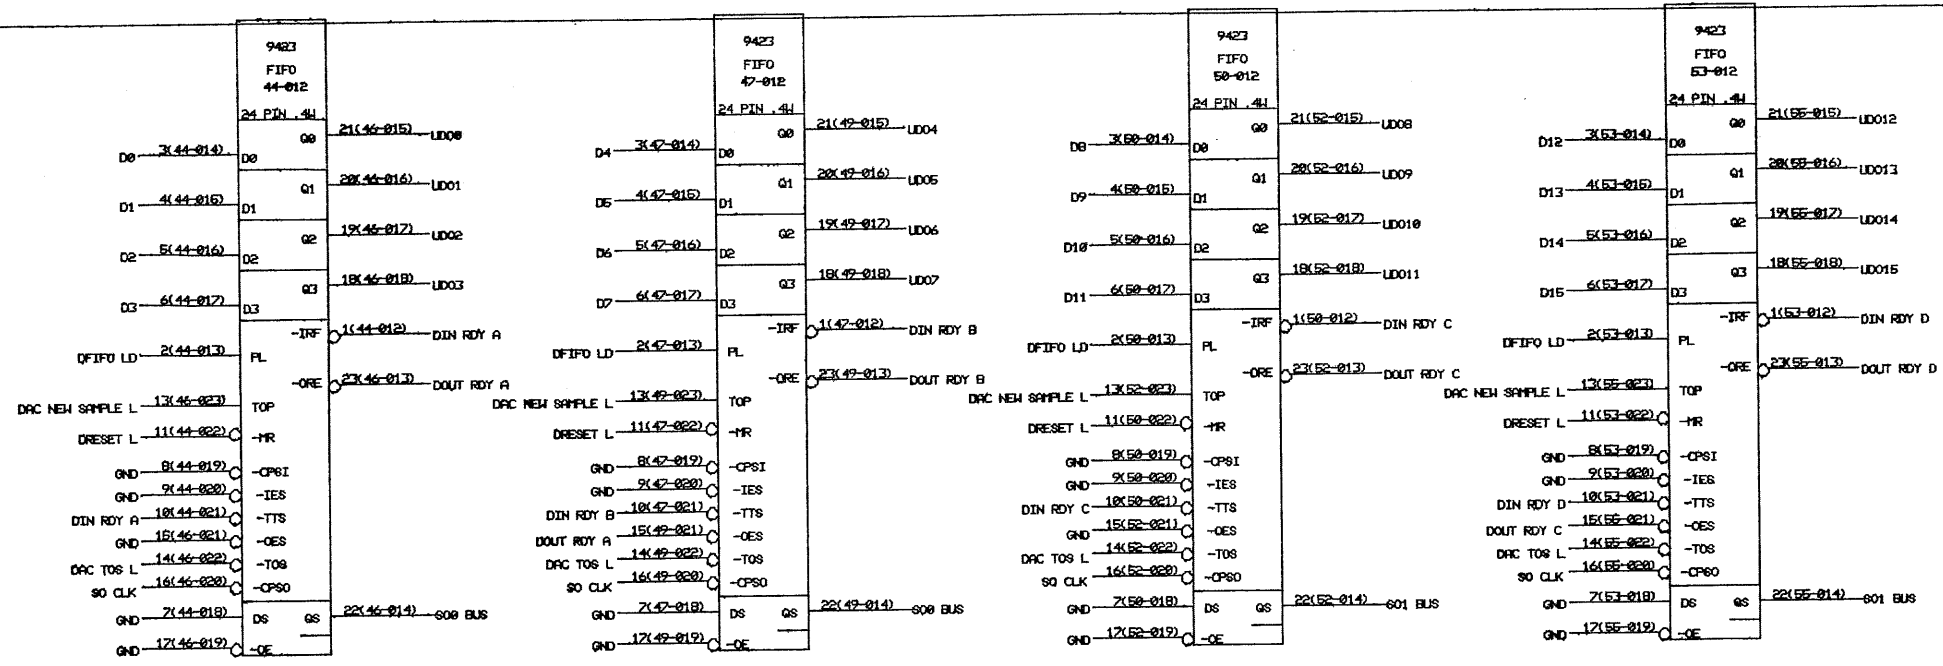 9423
FIFO
44-012
24 PIN .4W
Q0 21(46-015) UDO0
D0 3(44-014) D0
Q1 20(46-016) UDO1
D1 4(44-015) D1
Q2 19(46-017) UDO2
D2 5(44-016) D2
Q3 18(46-018) UDO3
D3 6(44-017) D3
-IRF 1(44-012) DIN RDY A
DFIFO LD 2(44-013) PL
-ORE 23(46-013) DOUT RDY A
DAC NEW SAMPLE L 13(46-023) TOP
DRESET L 11(44-022) -MR
GND 8(44-019) -CPSI
GND 9(44-020) -IES
DIN RDY A 10(44-021) -TTS
GND 15(46-021) -OES
DAC TOS L 14(46-022) -TOS
SO CLK 16(46-020) -CPSO
GND 7(44-018) DS QS 22(46-014) SO0 BUS
GND 17(46-019) -OE
9423
FIFO
47-012
24 PIN .4W
Q0 21(49-015) UDO4
D4 3(47-014) D0
Q1 20(49-016) UDO5
D5 4(47-015) D1
Q2 19(49-017) UDO6
D6 5(47-016) D2
Q3 18(49-018) UDO7
D7 6(47-017) D3
-IRF 1(47-012) DIN RDY B
DFIFO LD 2(47-013) PL
-ORE 23(49-013) DOUT RDY B
DAC NEW SAMPLE L 13(49-023) TOP
DRESET L 11(47-022) -MR
GND 8(47-019) -CPSI
GND 9(47-020) -IES
DIN RDY B 10(47-021) -TTS
DOUT RDY A 15(49-021) -OES
DAC TOS L 14(49-022) -TOS
SO CLK 16(49-020) -CPSO
GND 7(47-018) DS QS 22(49-014) SO0 BUS
GND 17(49-019) -OE
9423
FIFO
50-012
24 PIN .4W
Q0 21(52-015) UDO8
D8 3(50-014) D0
Q1 20(52-016) UDO9
D9 4(50-015) D1
Q2 19(52-017) UDO10
D10 5(50-016) D2
Q3 18(52-018) UDO11
D11 6(50-017) D3
-IRF 1(50-012) DIN RDY C
DFIFO LD 2(50-013) PL
-ORE 23(52-013) DOUT RDY C
DAC NEW SAMPLE L 13(52-023) TOP
DRESET L 11(50-022) -MR
GND 8(50-019) -CPSI
GND 9(50-020) -IES
DIN RDY C 10(50-021) -TTS
GND 15(52-021) -OES
DAC TOS L 14(52-022) -TOS
SO CLK 16(52-020) -CPSO
GND 7(50-018) DS QS 22(52-014) SO1 BUS
GND 17(52-019) -OE
9423
FIFO
53-012
24 PIN .4W
Q0 21(55-015) UDO12
D12 3(53-014) D0
Q1 20(55-016) UDO13
D13 4(53-015) D1
Q2 19(55-017) UDO14
D14 5(53-016) D2
Q3 18(55-018) UDO15
D15 6(53-017) D3
-IRF 1(53-012) DIN RDY D
DFIFO LD 2(53-013) PL
-ORE 23(55-013) DOUT RDY D
DAC NEW SAMPLE L 13(55-023) TOP
DRESET L 11(53-022) -MR
GND 8(53-019) -CPSI
GND 9(53-020) -IES
DIN RDY D 10(53-021) -TTS
DOUT RDY C 15(55-021) -OES
DAC TOS L 14(55-022) -TOS
SO CLK 16(55-020) -CPSO
GND 7(53-018) DS QS 22(55-014) SO1 BUS
GND 17(55-019) -OE